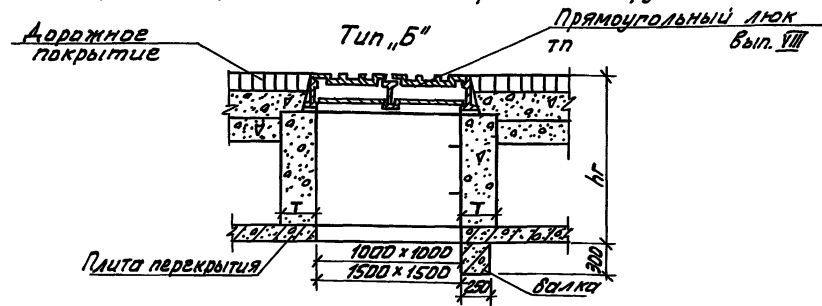 Тип „Б"
Прямоугольный люк
тп вып. VIII
Дорожное
покрытие
Т
Т
hг
1000 x 1000
1500 x 1500
250
300
Плита перекрытия
балка